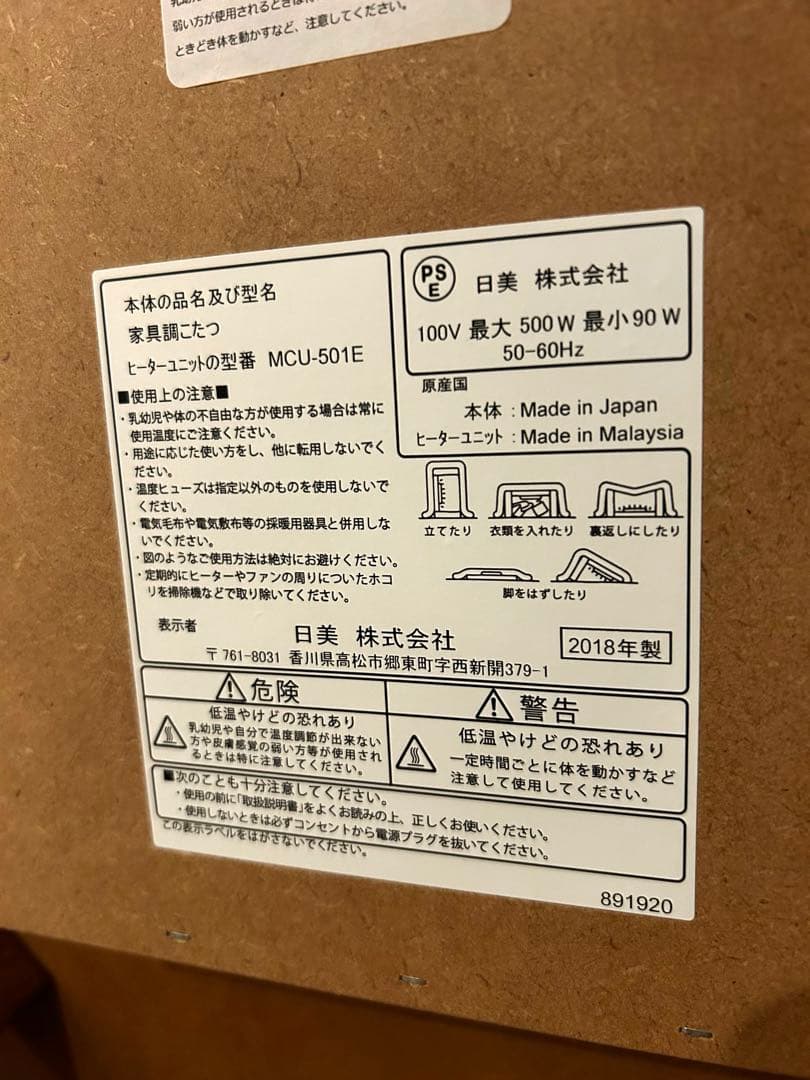 弱い方が使用されるときは特
ときどき体を動かすなど、注意してください。
本体の品名及び型名
家具調こたつ
ヒーターユニットの型番 MCU-501E
■使用上の注意■
・乳幼児や体の不自由な方が使用する場合は常に
使用温度にご注意ください。
・用途に応じた使い方をし、他に転用しないでく
ださい。
・温度ヒューズは指定以外のものを使用しないで
ください。
・電気毛布や電気敷布等の採暖用器具と併用しな
いでください。
・図のようなご使用方法は絶対にお避けください。
・定期的にヒーターやファンの周りについたホコ
リを掃除機などで取り除いてください。
PS
E
日美 株式会社
100V 最大 500W 最小90W
50-60Hz
原産国
本体 : Made in Japan
ヒーターユニット : Made in Malaysia
立てたり 衣類を入れたり 裏返しにしたり
脚をはずしたり
表示者 日美 株式会社
〒761-8031 香川県高松市郷東町字西新開379-1
2018年製
危険
低温やけどの恐れあり
乳幼児や自分で温度調節が出来ない
方や皮膚感覚の弱い方等が使用され
るときは特に注意してください。
警告
低温やけどの恐れあり
一定時間ごとに体を動かすなど
注意して使用してください。
■次のことも十分注意してください。
・使用の前に「取扱説明書」をよくお読みの上、正しくお使いください。
・使用しないときは必ずコンセントから電源プラグを抜いてください。
この表示ラベルをはがさないでください。
891920